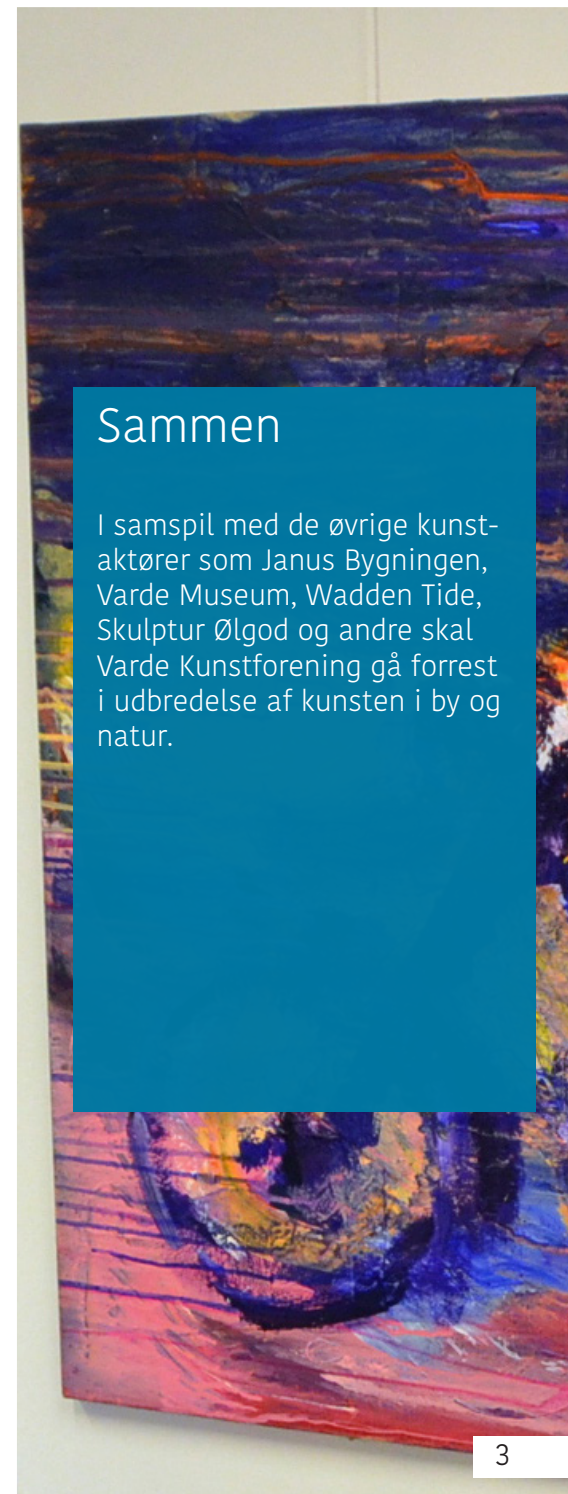 Sammen
I samspil med de øvrige kunst-
aktører som Janus Bygningen,
Varde Museum, Wadden Tide,
Skulptur Ølgod og andre skal
Varde Kunstforening gå forrest
i udbredelse af kunsten i by og
natur.
3